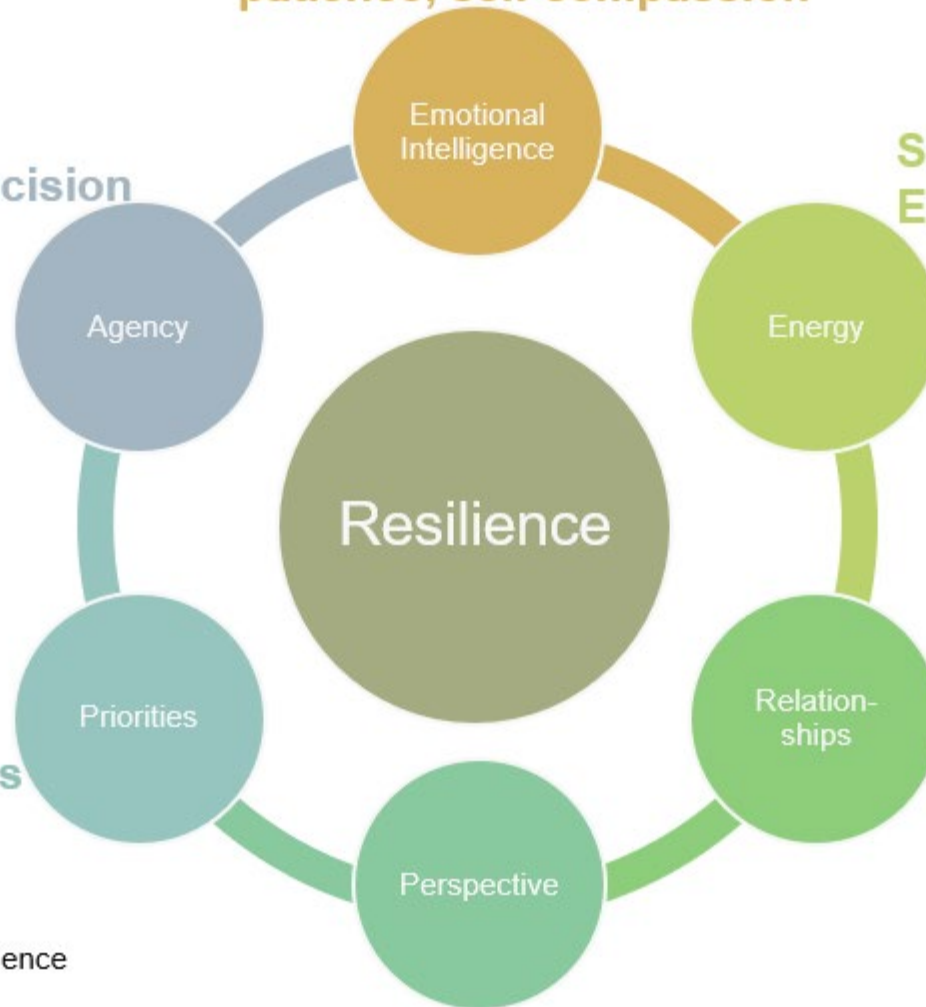 Emotional
Intelligence
cision
S
E
Agency
Energy
Resilience
Priorities
Relation-
ships
s
Perspective
ence